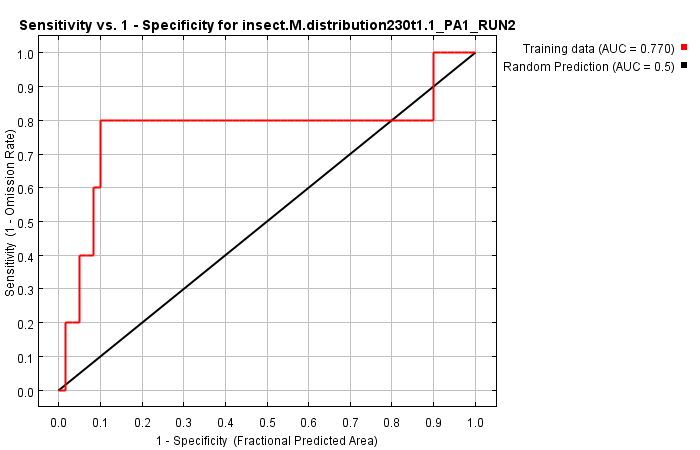 Sensitivity vs. 1 - Specificity for insect.M.distribution230t1.1_PA1_RUN2
Training data (AUC = 0.770)
Random Prediction (AUC = 0.5)
Sensitivity (1 - Omission Rate)
1.0
0.9
0.8
0.7
0.6
0.5
0.4
0.3
0.2
0.1
0.0
0.0 0.1 0.2 0.3 0.4 0.5 0.6 0.7 0.8 0.9 1.0
1 - Specificity (Fractional Predicted Area)